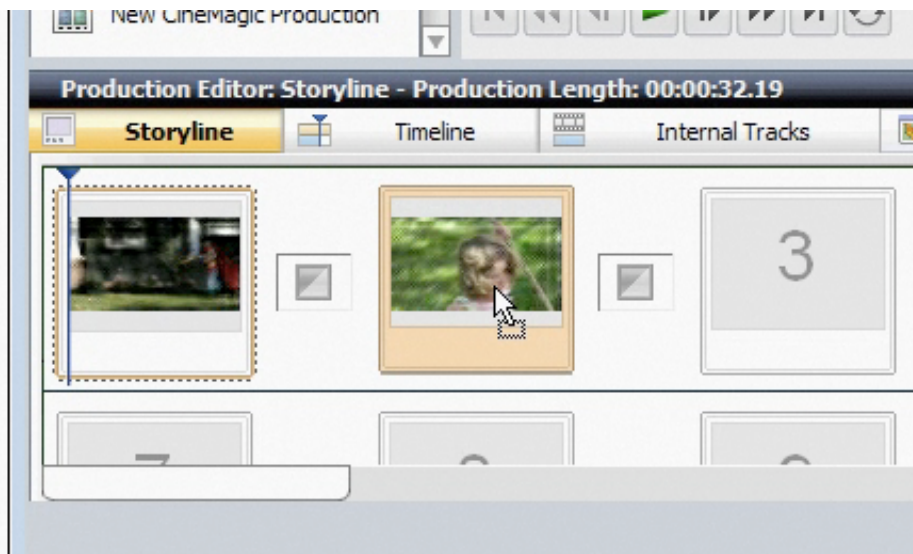 New CineMagic Production
Production Editor: Storyline - Production Length: 00:00:32.19
Storyline Timeline Internal Tracks
3